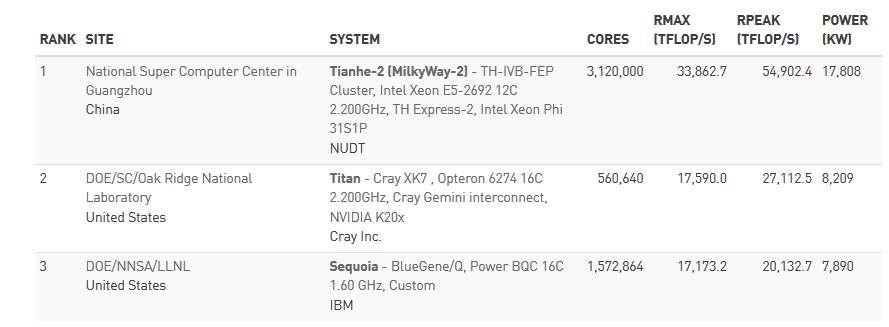 RANK SITE SYSTEM CORES RMAX (TFLOP/S) RPEAK (TFLOP/S) POWER (KW)
1 National Super Computer Center in Guangzhou China Tianhe-2 (MilkyWay-2) - TH-IVB-FEP Cluster, Intel Xeon E5-2692 12C 2.200GHz, TH Express-2, Intel Xeon Phi 31S1P NUDT 3,120,000 33,862.7 54,902.4 17,808
2 DOE/SC/Oak Ridge National Laboratory United States Titan - Cray XK7 , Opteron 6274 16C 2.200GHz, Cray Gemini interconnect, NVIDIA K20x Cray Inc. 560,640 17,590.0 27,112.5 8,209
3 DOE/NNSA/LLNL United States Sequoia - BlueGene/Q, Power BQC 16C 1.60 GHz, Custom IBM 1,572,864 17,173.2 20,132.7 7,890